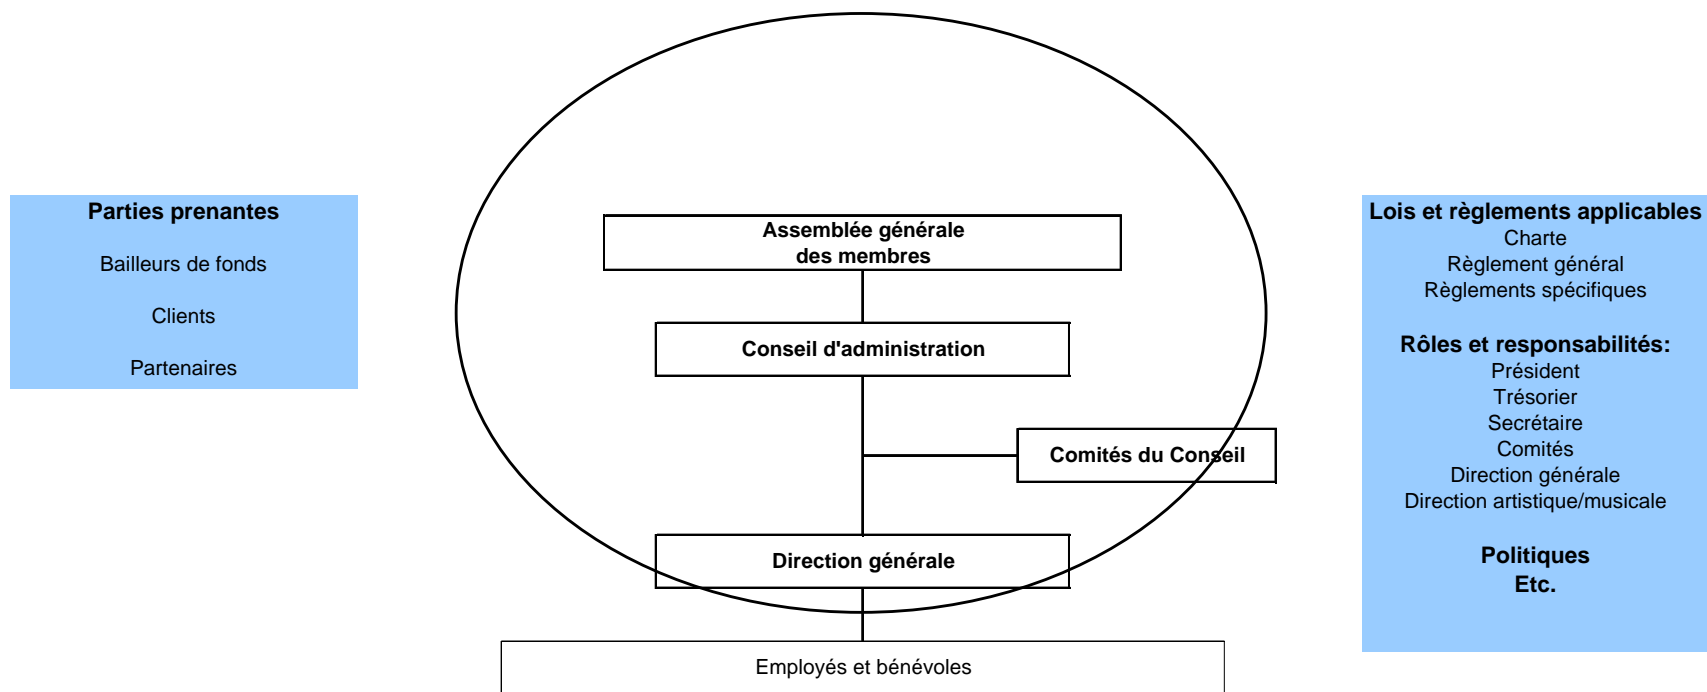 Parties prenantes
Bailleurs de fonds
Clients
Partenaires
Assemblée générale
des membres
Conseil d'administration
Comités du Conseil
Direction générale
Employés et bénévoles
Lois et règlements applicables
Charte
Règlement général
Règlements spécifiques
Rôles et responsabilités:
Président
Trésorier
Secrétaire
Comités
Direction générale
Direction artistique/musicale
Politiques
Etc.